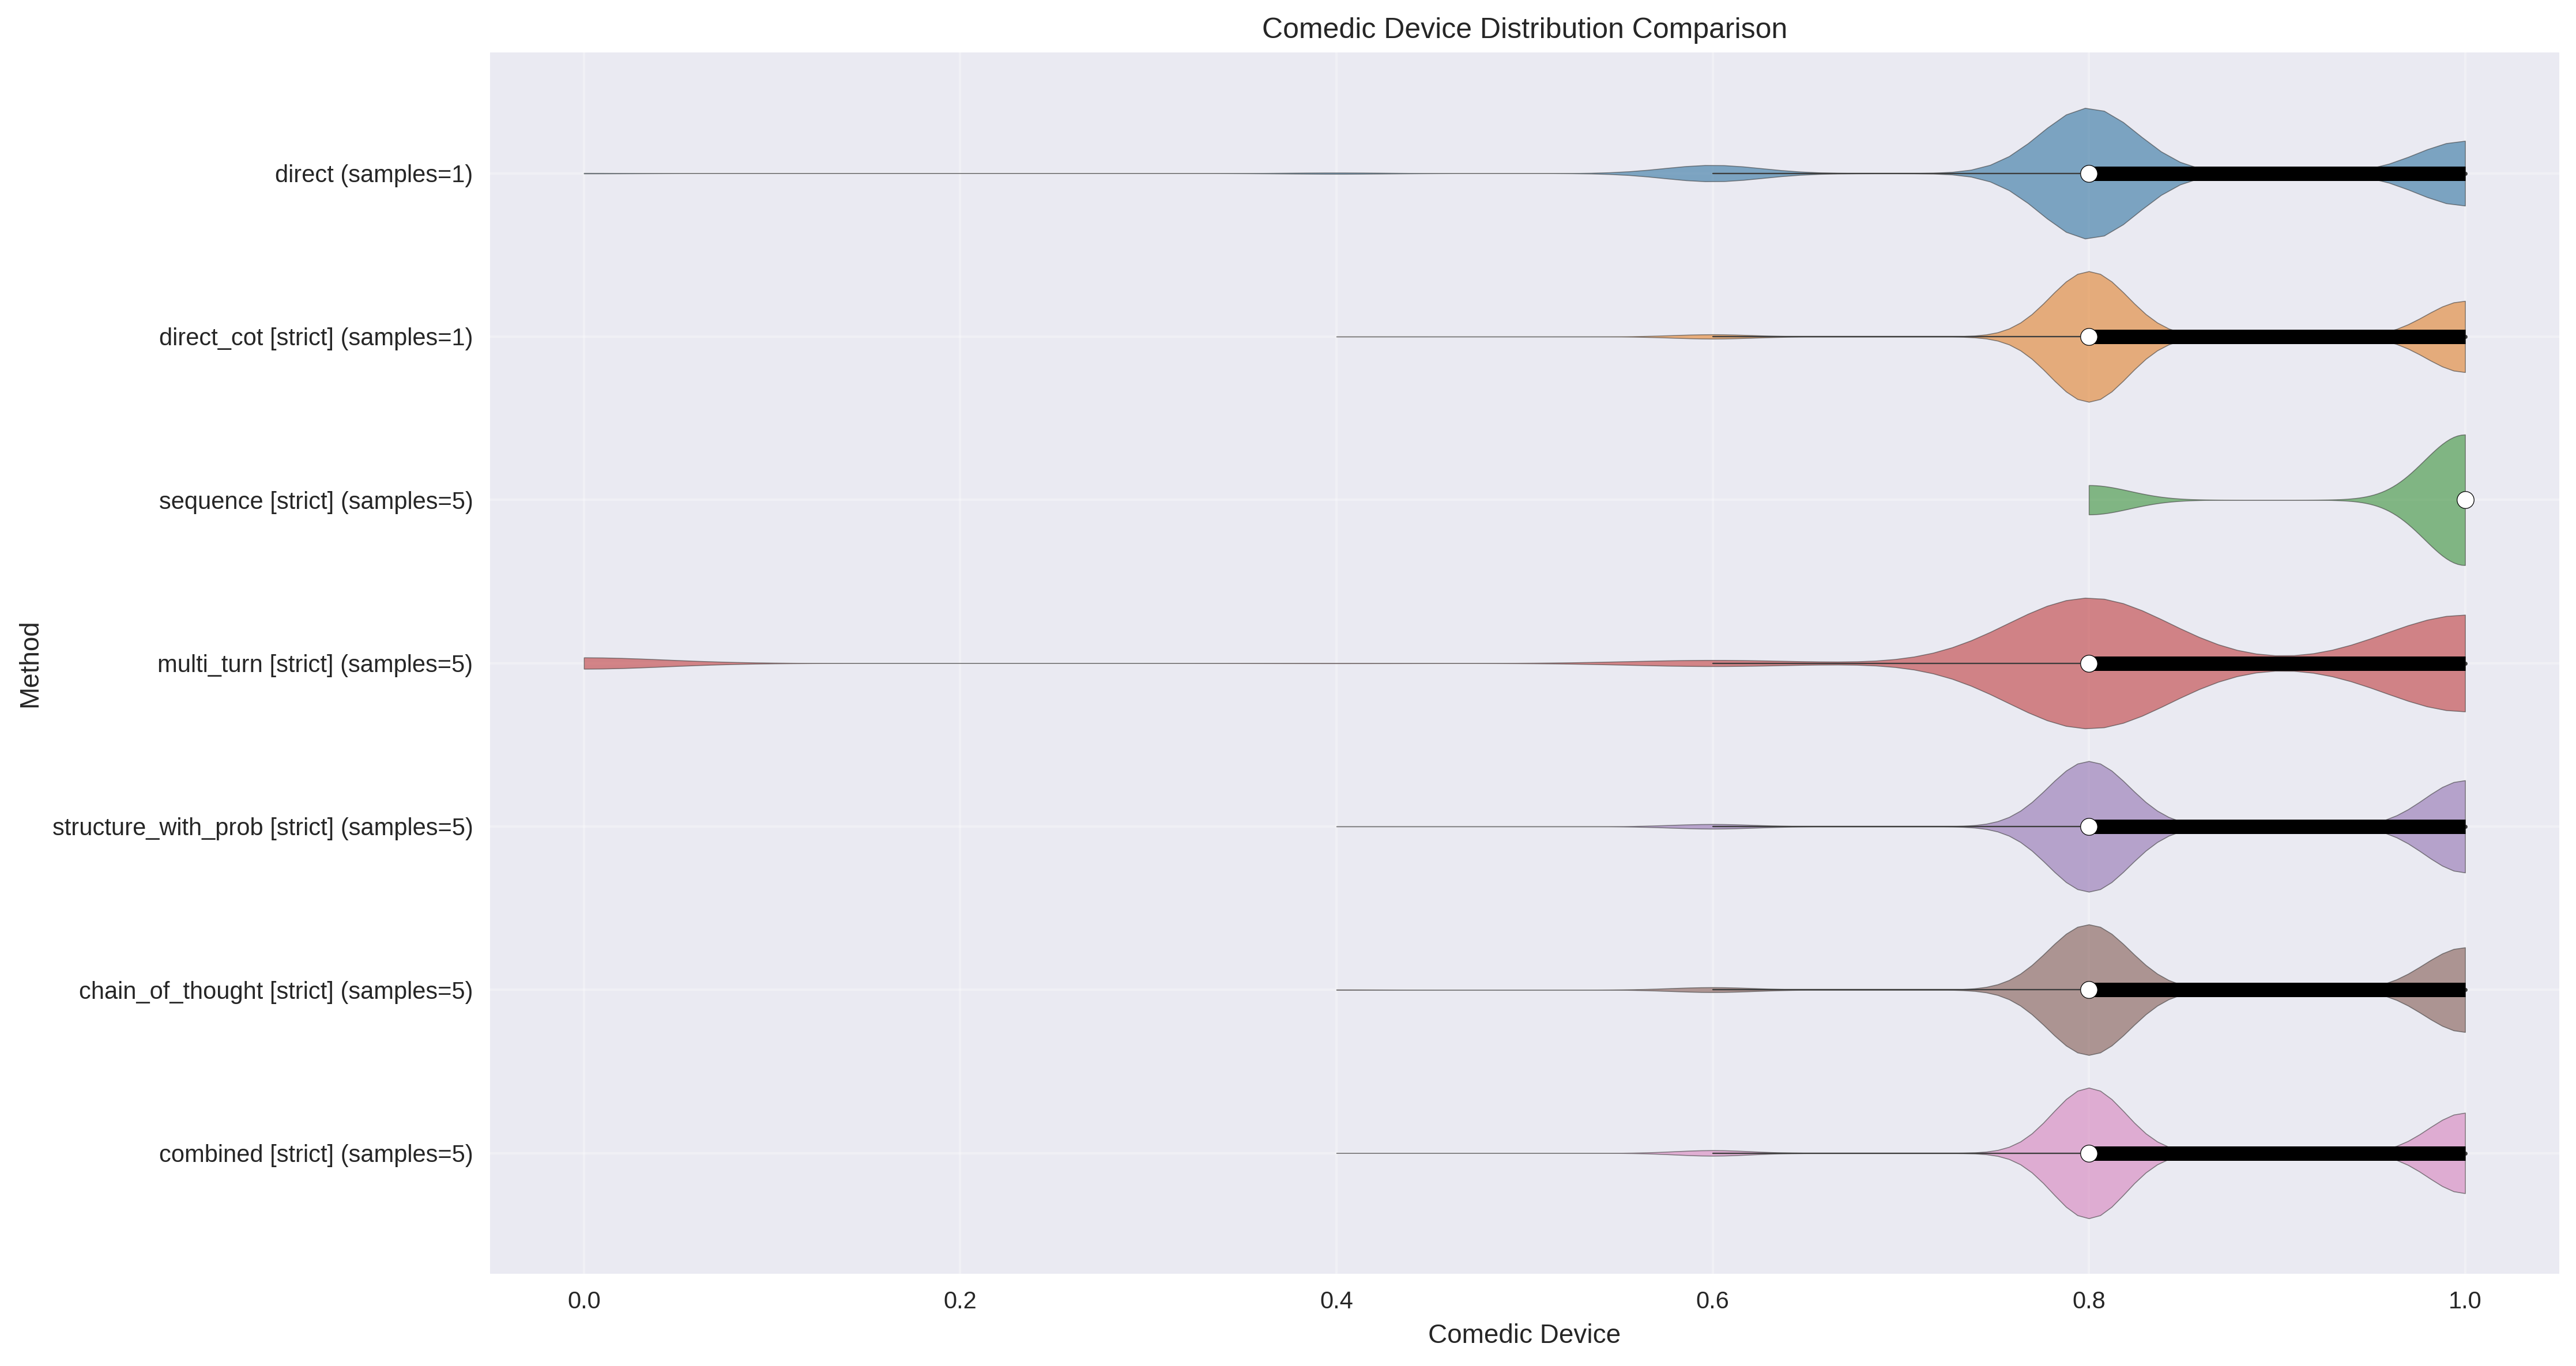 Comedic Device Distribution Comparison
direct (samples=1)
direct_cot [strict] (samples=1)
sequence [strict] (samples=5)
multi_turn [strict] (samples=5)
structure_with_prob [strict] (samples=5)
chain_of_thought [strict] (samples=5)
combined [strict] (samples=5)
Method
0.0 0.2 0.4 0.6 0.8 1.0
Comedic Device